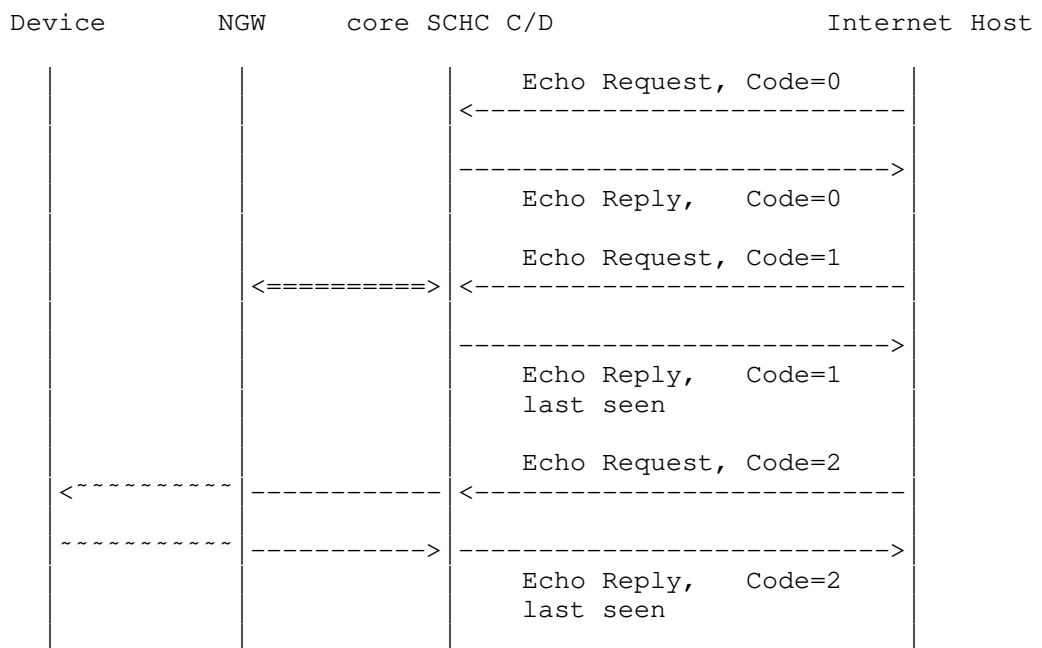 Device NGW core SCHC C/D Internet Host
Echo Request, Code=0
Echo Reply, Code=0
Echo Request, Code=1
Echo Reply, Code=1
last seen
Echo Request, Code=2
Echo Reply, Code=2
last seen